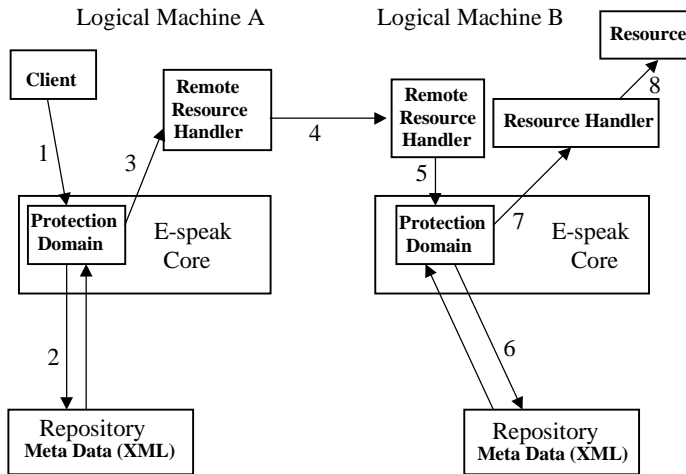 Logical Machine A
Logical Machine B
Resource
Client
Remote
Resource
Handler
Remote
Resource
Handler
Resource Handler
8
1
3
4
5
7
Protection
Domain
E-speak
Core
Protection
Domain
E-speak
Core
2
6
Repository
Meta Data (XML)
Repository
Meta Data (XML)